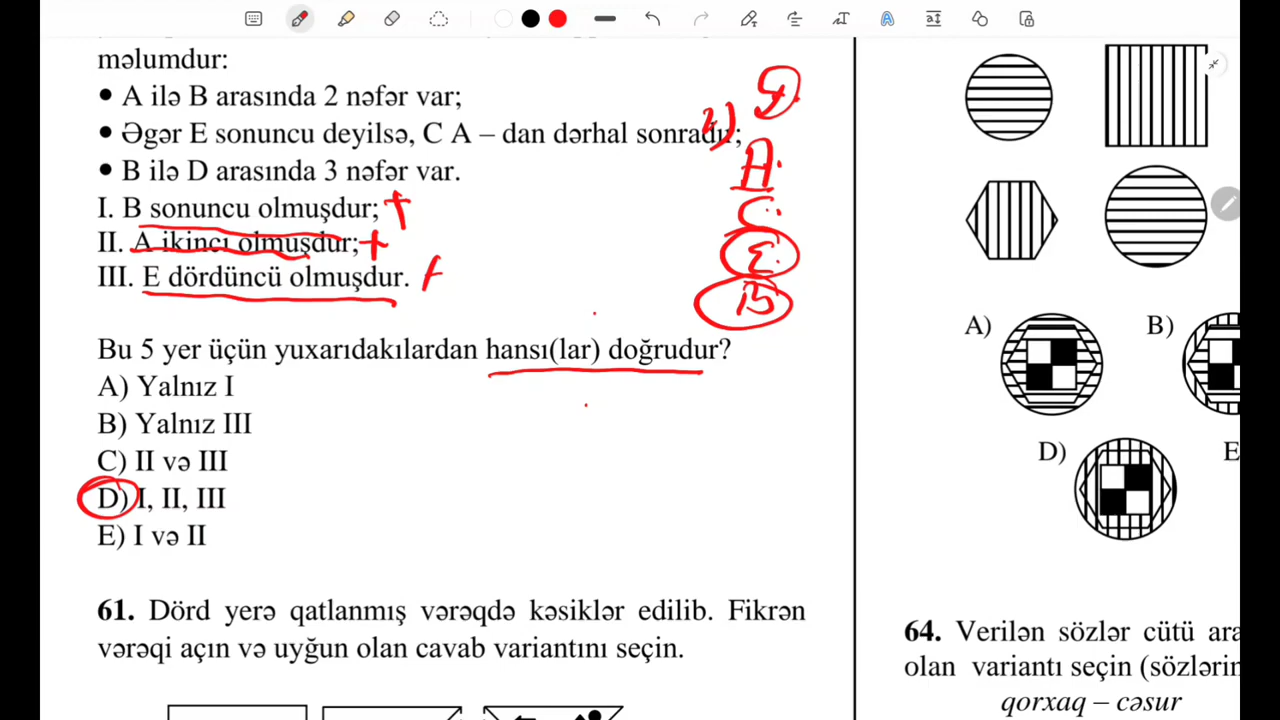 məlumdur:
• A ilə B arasında 2 nəfər var;
• Əgər E sonuncu deyilsə, C A – dan dərhal sonradır;
• B ilə D arasında 3 nəfər var.
I. B sonuncu olmuşdur; +
II. A ikinci olmuşdur; +
III. E dördüncü olmuşdur. +
D
A
C
E
B
Bu 5 yer üçün yuxarıdakılardan hansı(lar) doğrudur?
A) Yalnız I
B) Yalnız III
C) II və III
D) I, II, III
E) I və II
61. Dörd yerə qatlanmış vərəqdə kəsiklər edilib. Fikrən
vərəqi açın və uyğun olan cavab variantını seçin.
A)
B)
D)
E
64. Verilən sözlər cütü ara
olan variantı seçin (sözlərin
qorxaq – cəsur